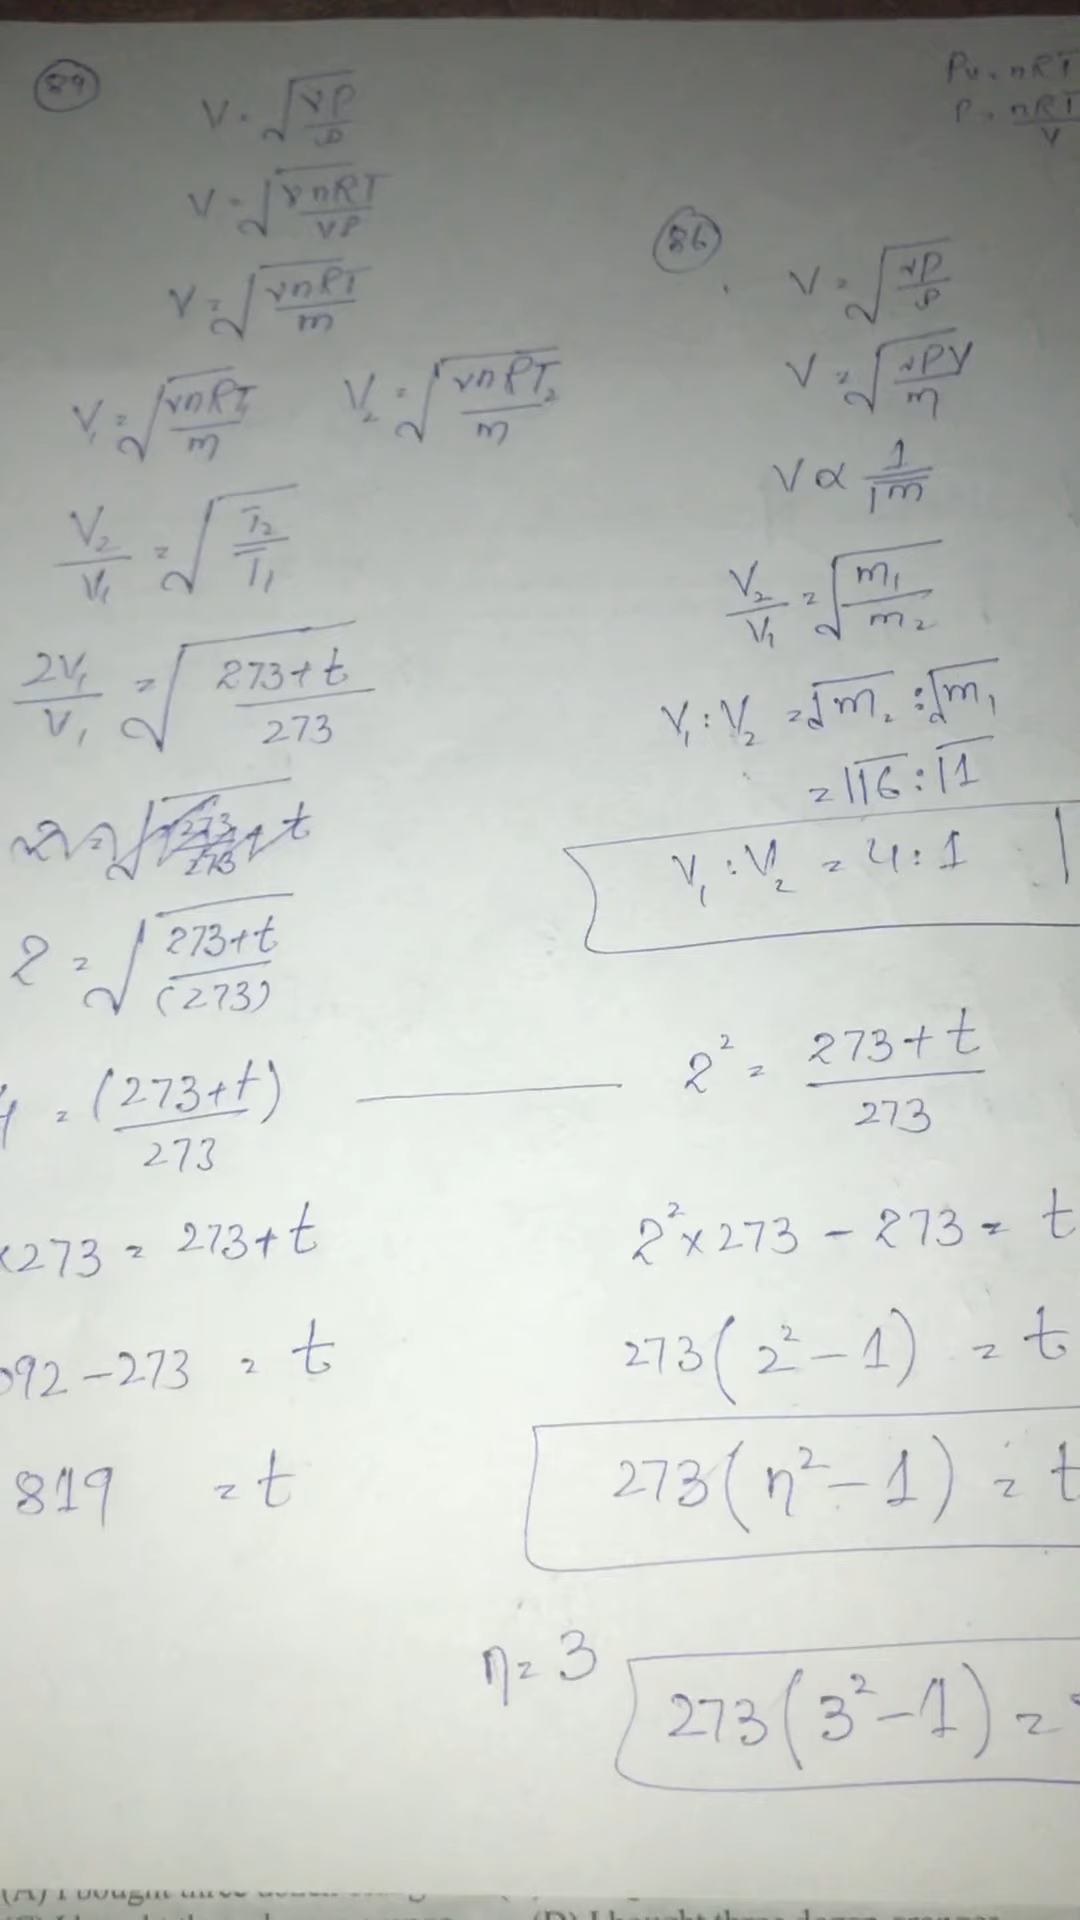 89
V = √(γP/ρ)
V = √(γnRT/Vρ)
V = √(γnRT/m)
V₁ = √(γnRT₁/m) V₂ = √(γnRT₂/m)
V₂/V₁ = √(T₂/T₁)
2V₁/V₁ = √((273+t)/273)
2 = √((273+t)/(273))
= (273+t)/273
×273 = 273+t
092-273 = t
819 = t
PV = nRT
P = nRT/V
86
V = √(γP/ρ)
V = √(γPV/m)
V ∝ 1/√m
V₂/V₁ = √(m₁/m₂)
V₁ : V₂ = √m₂ : √m₁
= √16 : √1
V₁ : V₂ = 4 : 1
2² = (273+t)/273
2² × 273 - 273 = t
273(2² - 1) = t
273(η² - 1) = t
η = 3
273(3² - 1) =